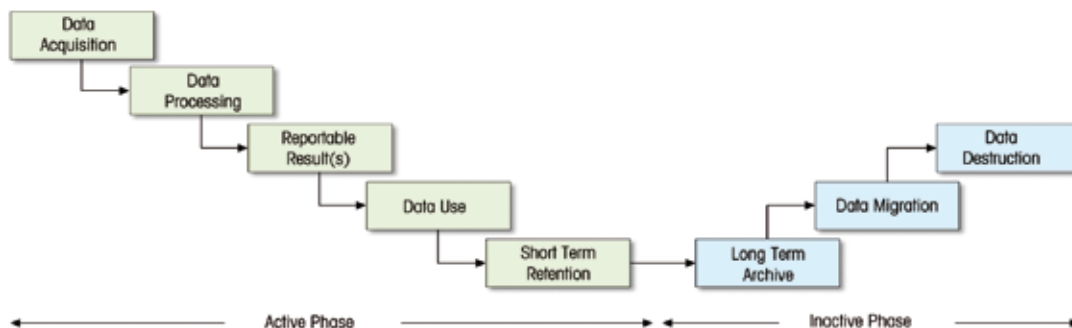 Data
Acquisition
Data
Processing
Reportable
Result(s)
Data Use
Short Term
Retention
Long Term
Archive
Data Migration
Data
Destruction
Active Phase
Inactive Phase